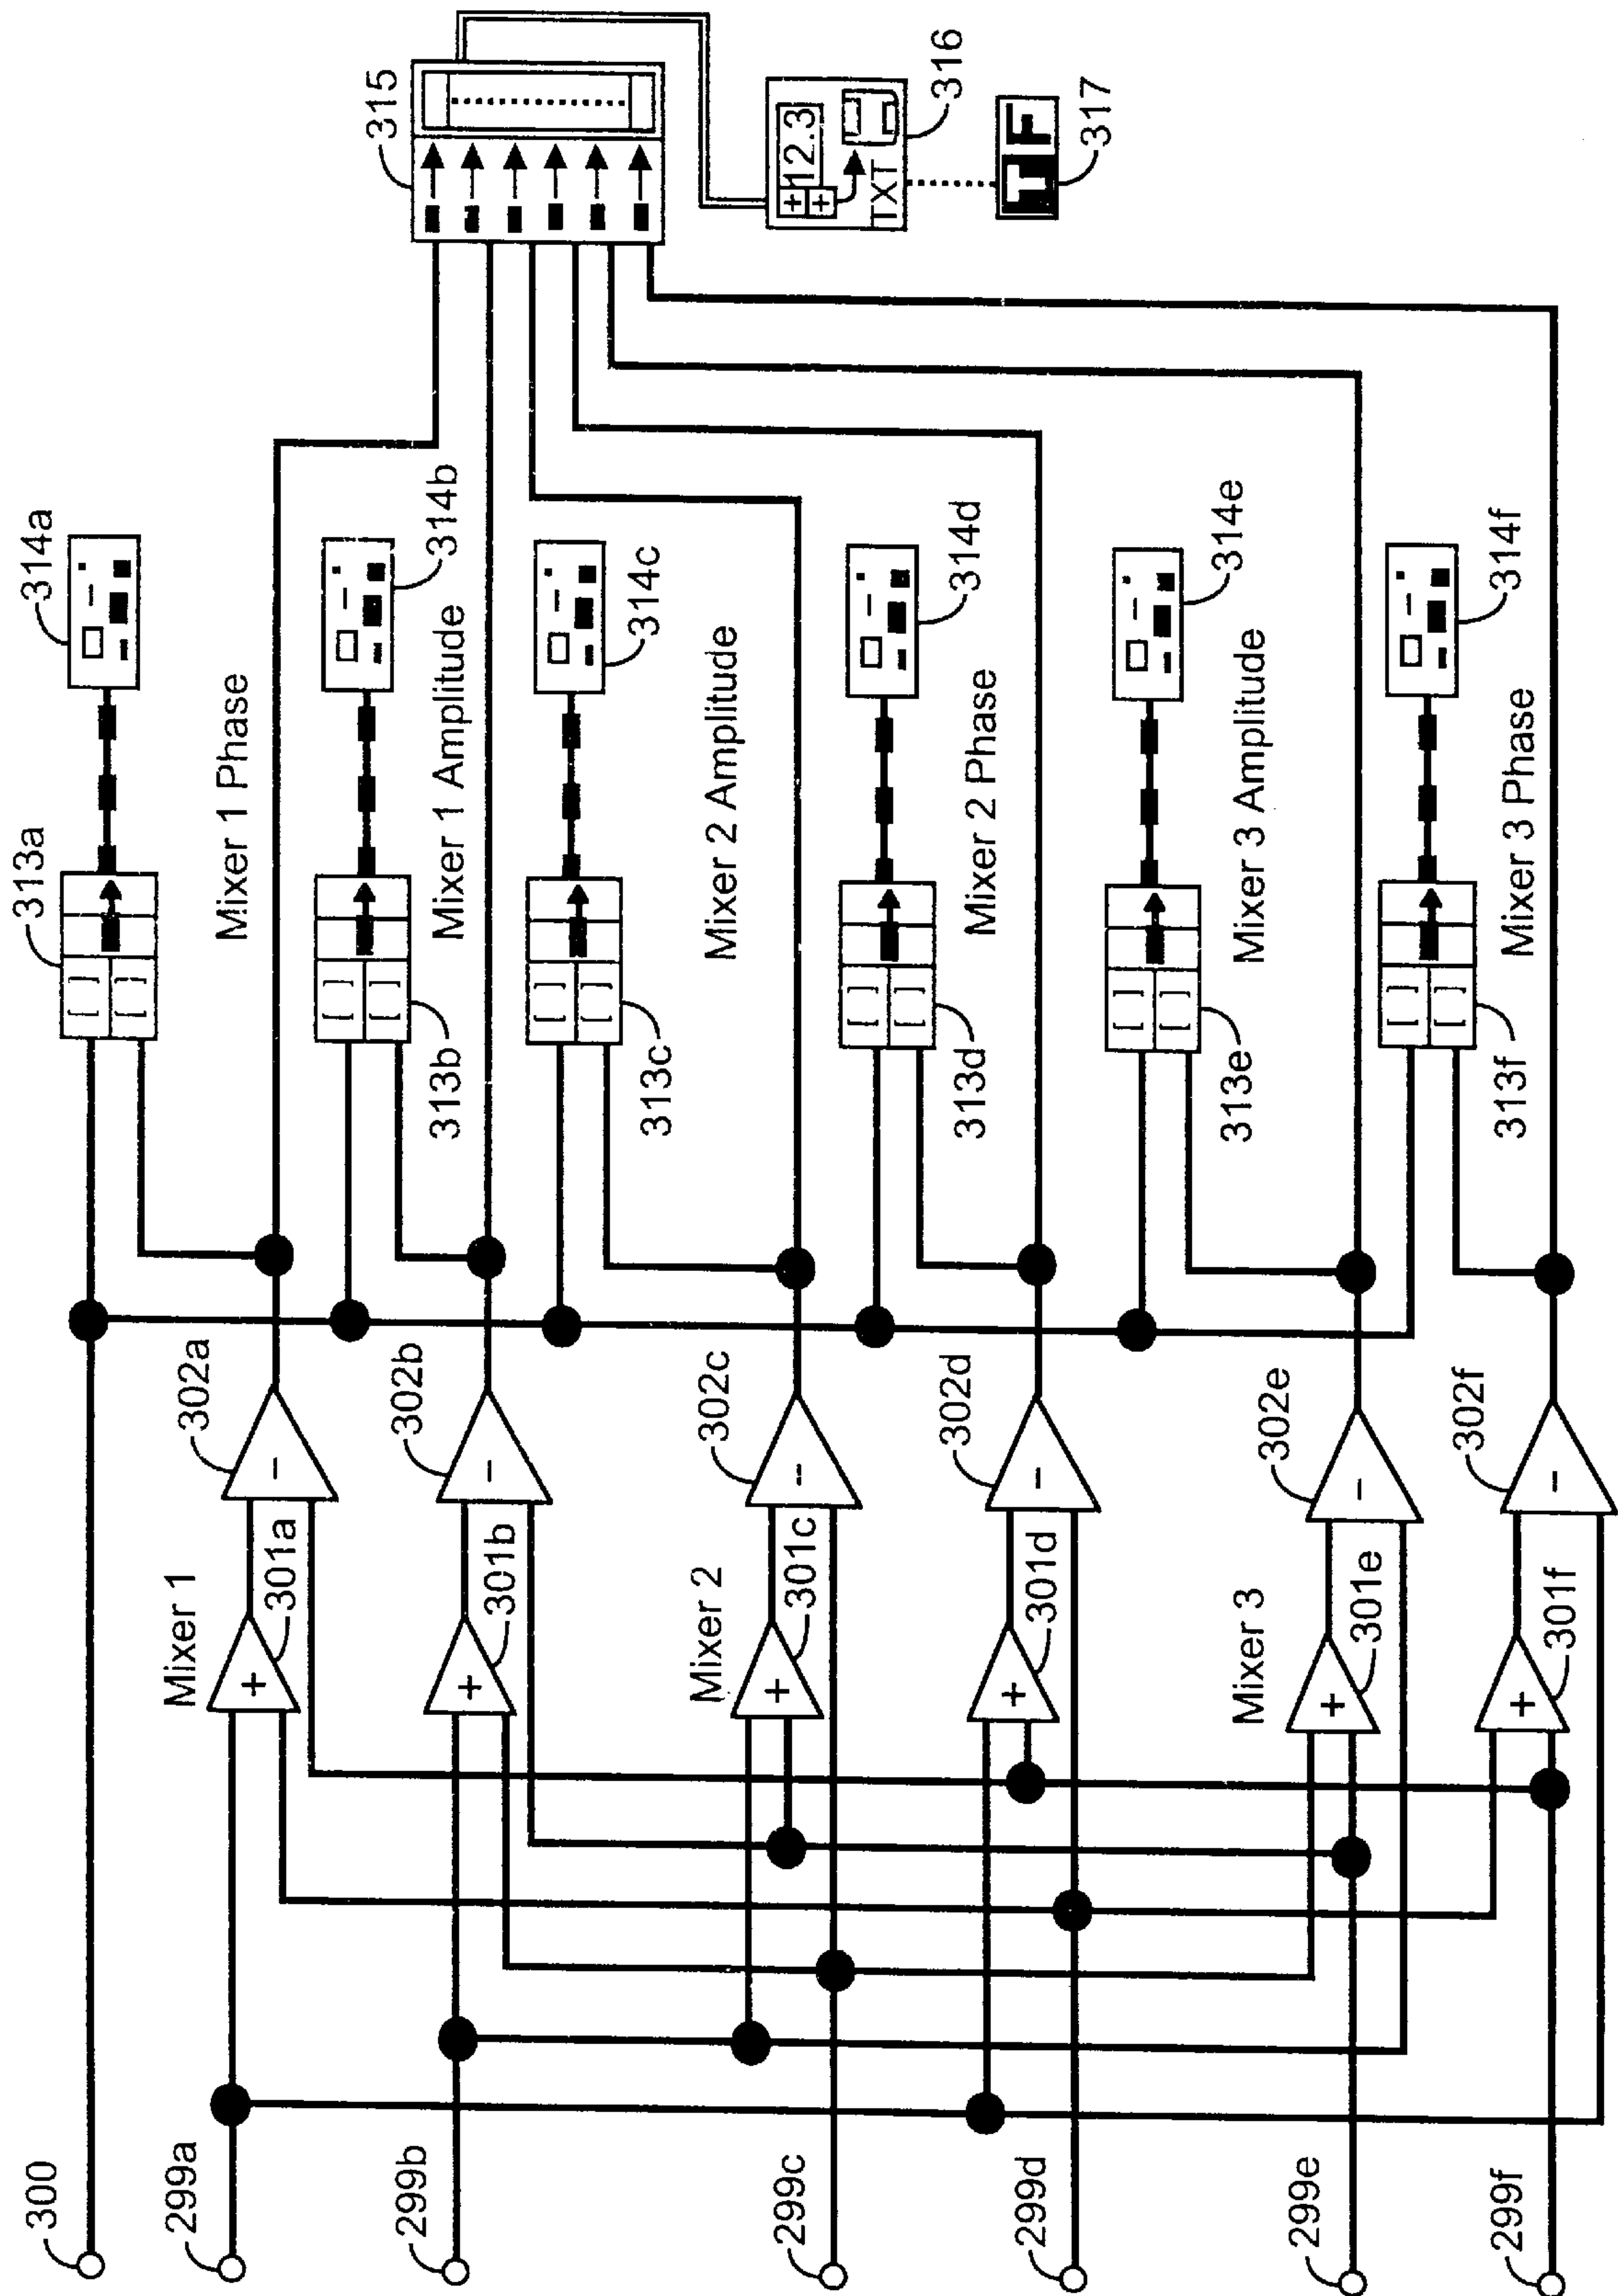 300
299a
299b
299c
299d
299e
299f
Mixer 1
+
301a
+
301b
Mixer 2
+
301c
+
301d
Mixer 3
+
301e
+
301f
302a
-
302b
-
302c
--
302d
-
302e
-
302f
-
313a
[ ]
[ ]
313b
[ ]
[ ]
313c
[ ]
[ ]
313d
[ ]
[ ]
313e
[ ]
[ ]
313f
[ ]
[ ]
Mixer 1 Phase
Mixer 1 Amplitude
Mixer 2 Amplitude
Mixer 2 Phase
Mixer 3 Amplitude
Mixer 3 Phase
314a
314b
314c
314d
314e
314f
315
+ 12.3
+
TXT
316
T F
317